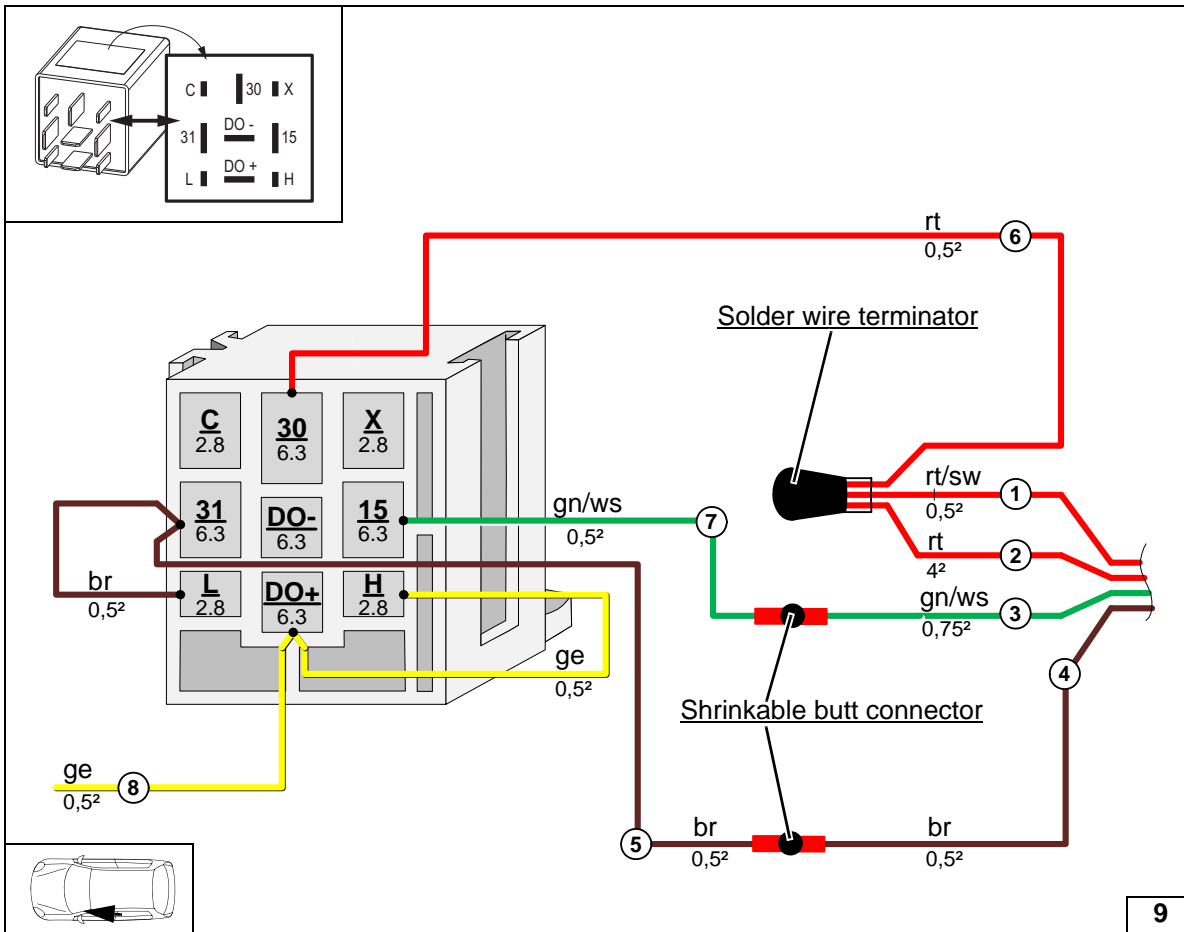 C 30 X
31 DO - 15
L DO + H
rt 6
0,5²
Solder wire terminator
C 30 X
2.8 6.3 2.8
rt/sw 1
0,5²
31 DO- 15
6.3 6.3 6.3
gn/ws 7
0,5²
rt 2
4²
br
0,5²
L DO+ H
2.8 6.3 2.8
gn/ws 3
0,75²
ge
0,5²
4
Shrinkable butt connector
ge 8
0,5²
5
br
0,5²
br
0,5²
9